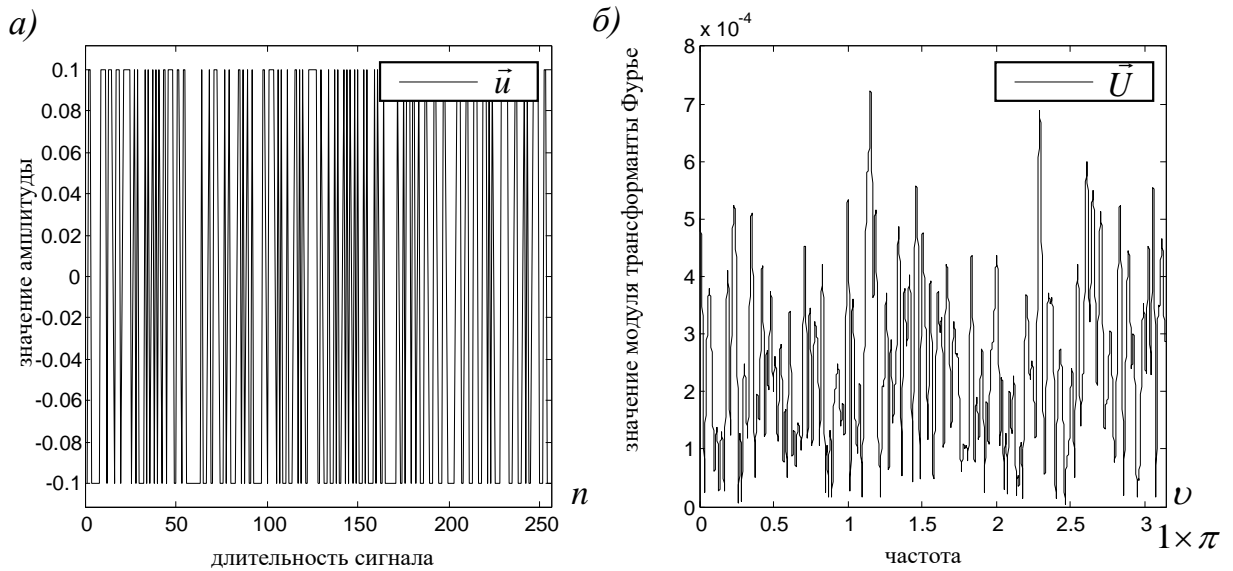 а)
значение амплитуды
0.1
0.08
0.06
0.04
0.02
0
-0.02
-0.04
-0.06
-0.08
-0.1
u
0 50 100 150 200 250
n
длительность сигнала
б)
x 10^-4
значение модуля трансформанты Фурье
8
7
6
5
4
3
2
1
0
U
0 0.5 1 1.5 2 2.5 3
υ
1×π
частота